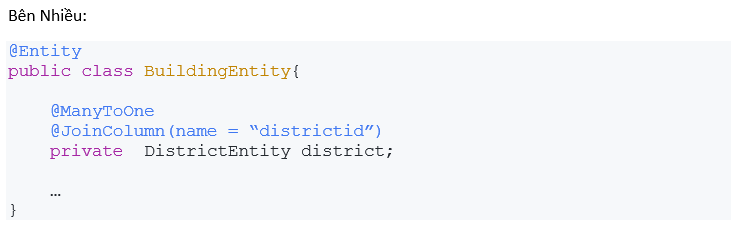 Bên Nhiều:
@Entity
public class BuildingEntity{
@ManyToOne
@JoinColumn(name = “districtid”)
private  DistrictEntity district;
…
}